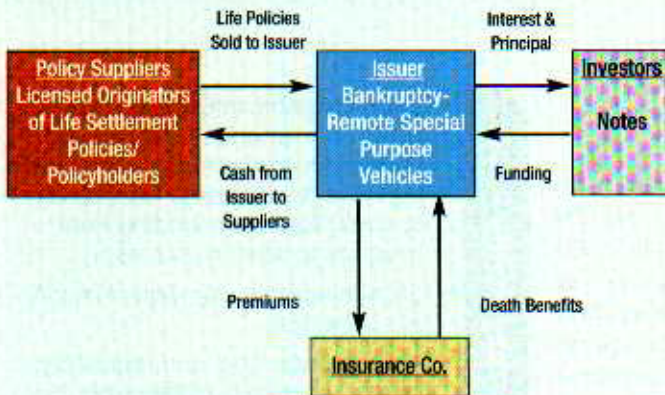 Life Policies
Sold to Issuer
Interest &
Principal
Policy Suppliers
Licensed Originators
of Life Settlement
Policies/
Policyholders
Issuer
Bankruptcy-
Remote Special
Purpose
Vehicles
Investors
Notes
Cash from
Issuer to
Suppliers
Funding
Premiums
Death Benefits
Insurance Co.